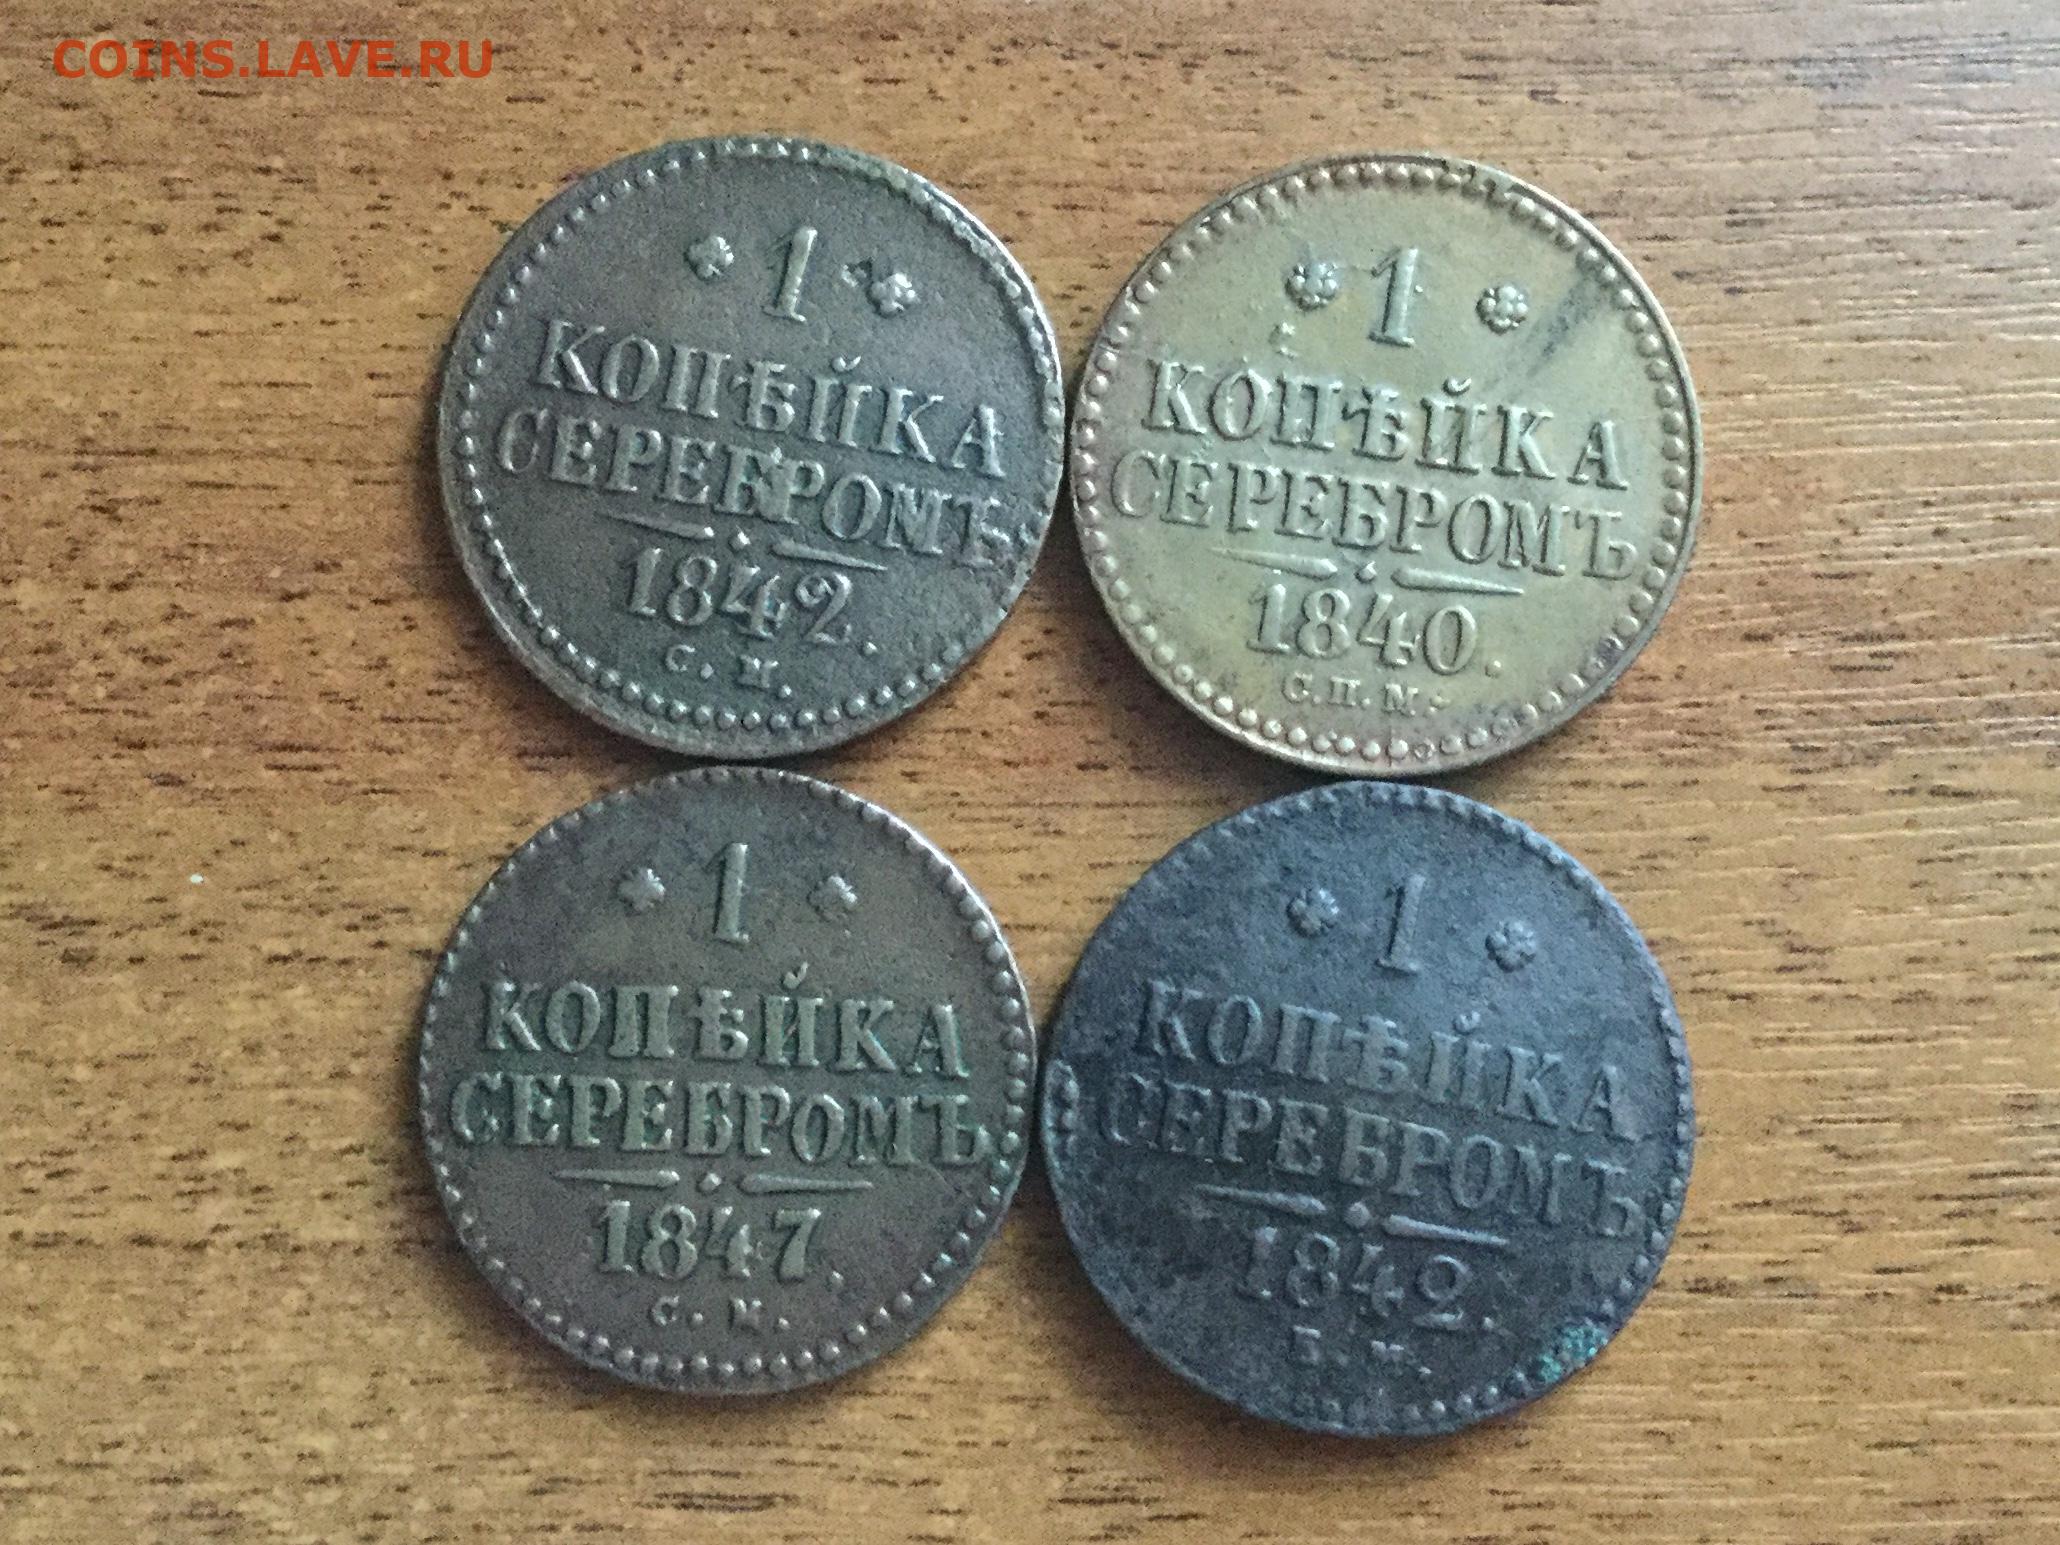 COINS.LAVE.RU
1
КОПѢЙКА
СЕРЕБРОМЪ
1842.
С. М.
1
КОПѢЙКА
СЕРЕБРОМЪ
1840.
С.П.М.
1
КОПѢЙКА
СЕРЕБРОМЪ
1847.
С. М.
1
КОПѢЙКА
СЕРЕБРОМЪ
1842.
Е. М.